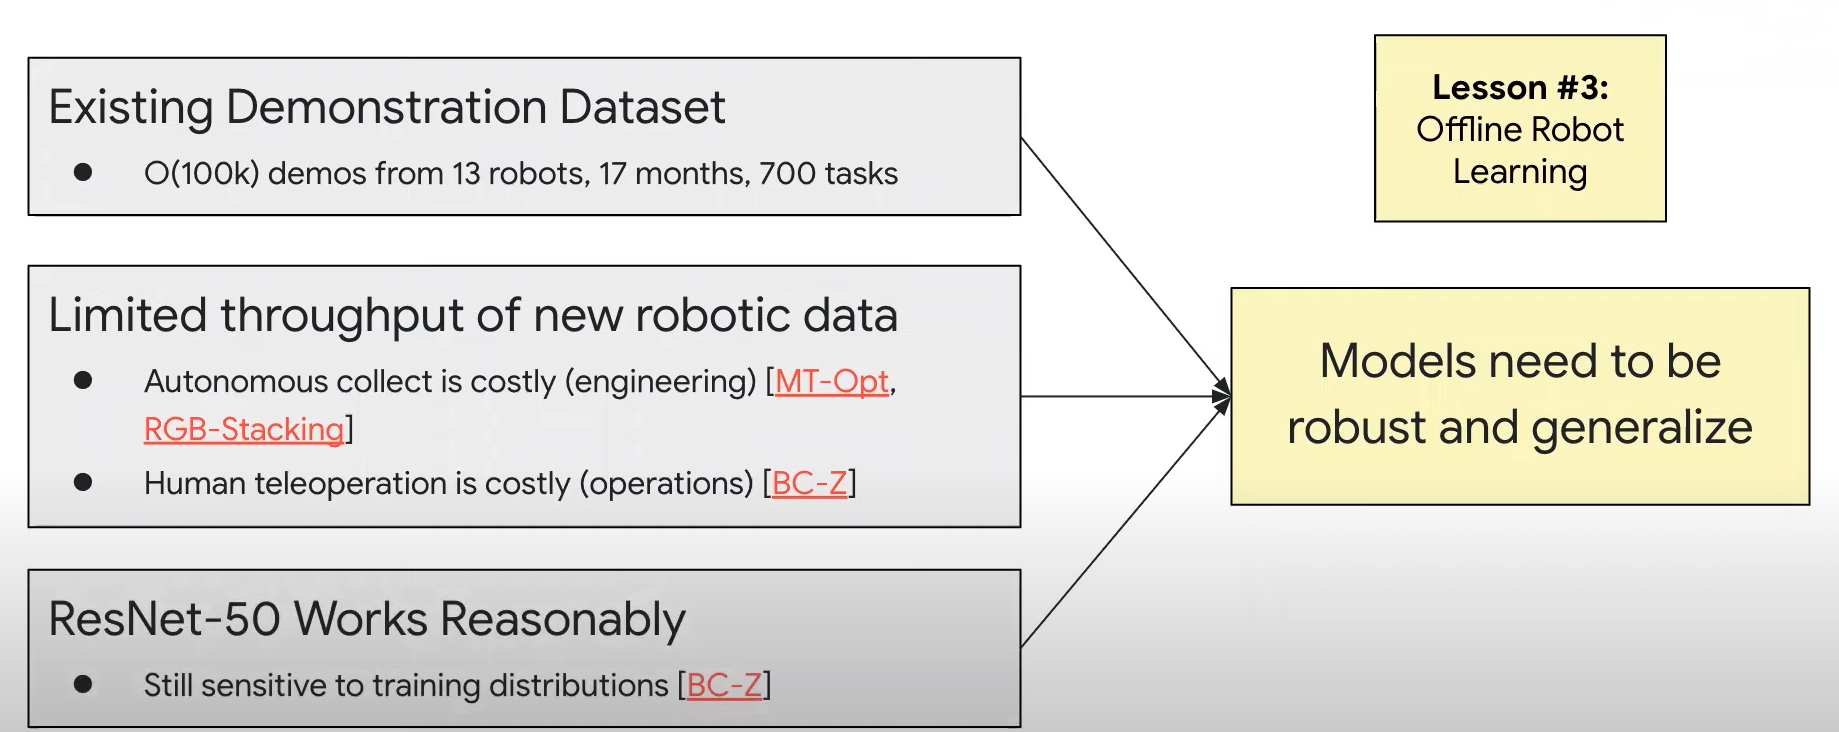 Existing Demonstration Dataset
● O(100k) demos from 13 robots, 17 months, 700 tasks
Limited throughput of new robotic data
● Autonomous collect is costly (engineering) [MT-Opt,
RGB-Stacking]
● Human teleoperation is costly (operations) [BC-Z]
ResNet-50 Works Reasonably
● Still sensitive to training distributions [BC-Z]
Lesson #3:
Offline Robot
Learning
Models need to be
robust and generalize